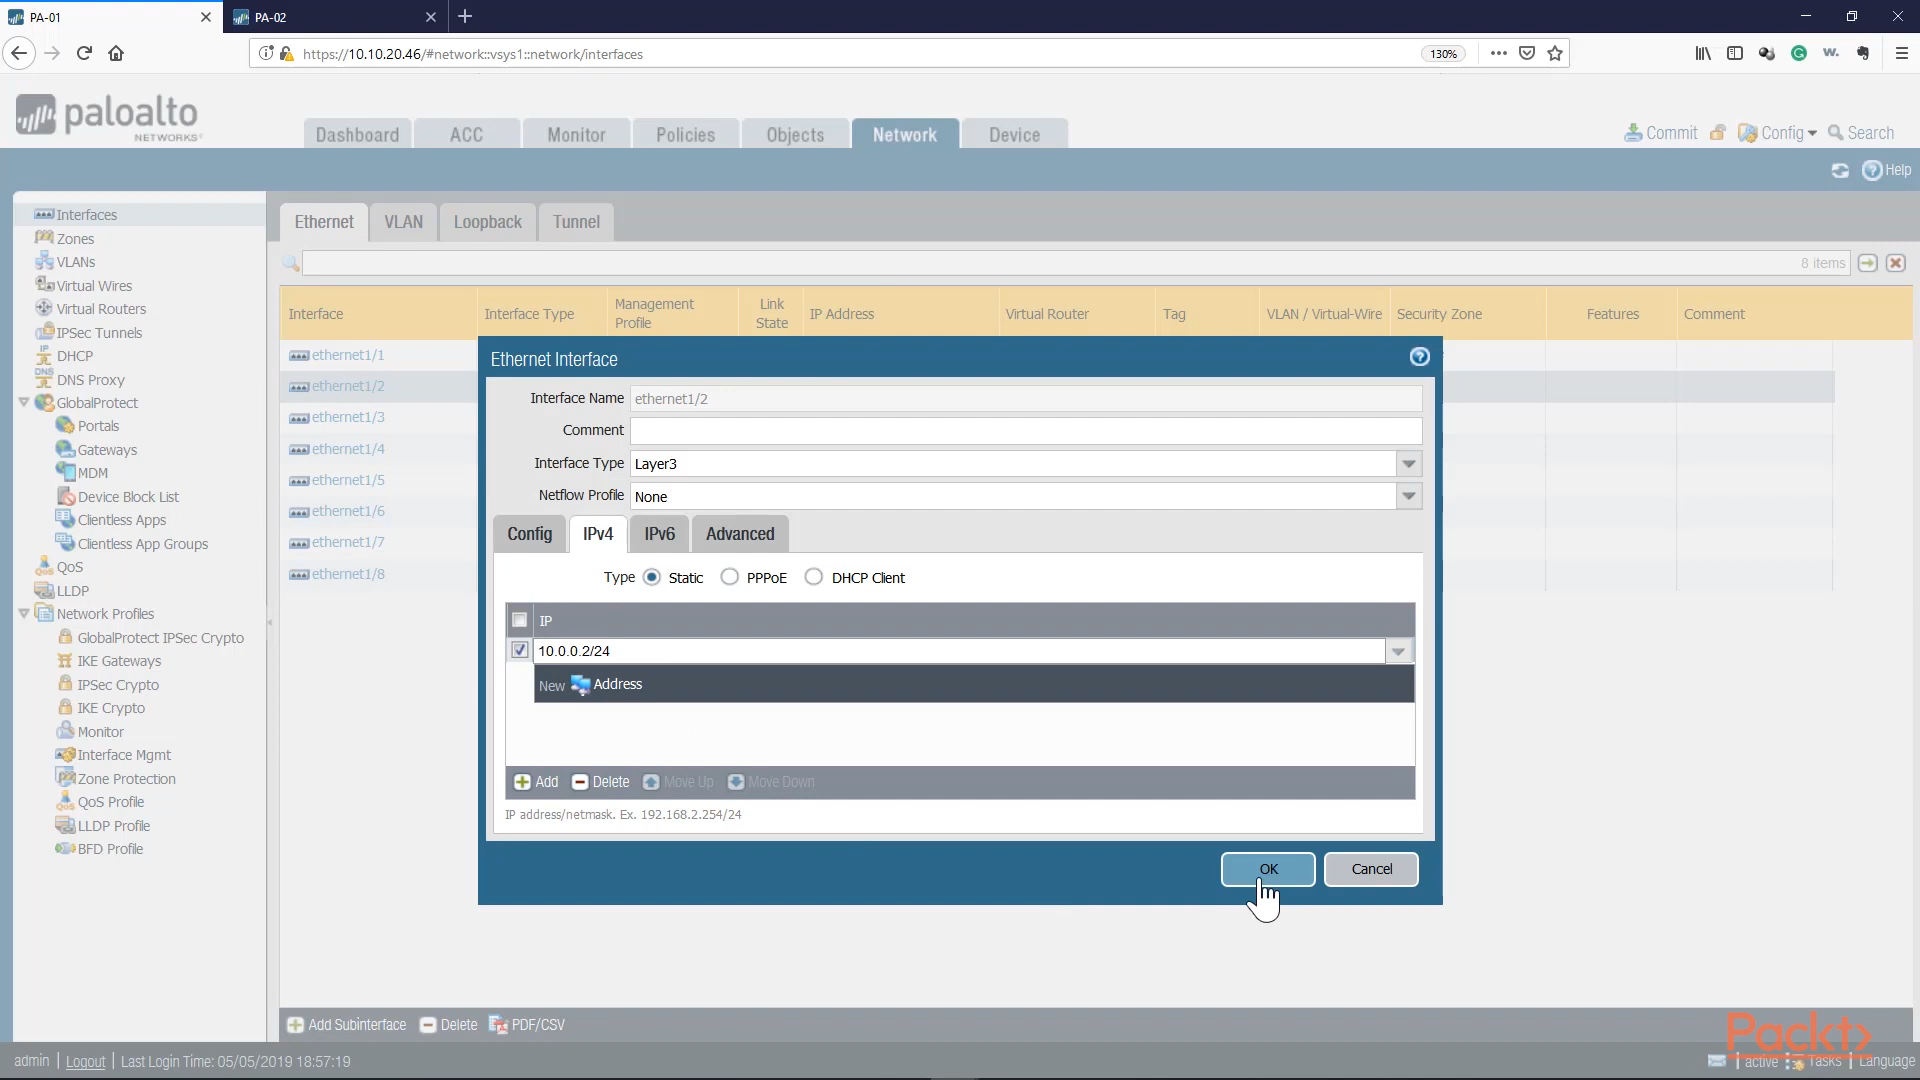 PA-01
PA-02
https://10.10.20.46/#network::vsys1::network/interfaces
130%
paloalto
NETWORKS
Dashboard
ACC
Monitor
Policies
Objects
Network
Device
Commit
Config
Search
Help
Interfaces
Zones
VLANs
Virtual Wires
Virtual Routers
IPSec Tunnels
DHCP
DNS Proxy
GlobalProtect
Portals
Gateways
MDM
Device Block List
Clientless Apps
Clientless App Groups
QoS
LLDP
Network Profiles
GlobalProtect IPSec Crypto
IKE Gateways
IPSec Crypto
IKE Crypto
Monitor
Interface Mgmt
Zone Protection
QoS Profile
LLDP Profile
BFD Profile
Ethernet
VLAN
Loopback
Tunnel
8 items
Interface
Interface Type
Management Profile
Link State
IP Address
Virtual Router
Tag
VLAN / Virtual-Wire
Security Zone
Features
Comment
ethernet1/1
ethernet1/2
ethernet1/3
ethernet1/4
ethernet1/5
ethernet1/6
ethernet1/7
ethernet1/8
Ethernet Interface
Interface Name ethernet1/2
Comment
Interface Type Layer3
Netflow Profile None
Config
IPv4
IPv6
Advanced
Type Static PPPoE DHCP Client
IP
10.0.0.2/24
New Address
Add Delete Move Up Move Down
IP address/netmask. Ex. 192.168.2.254/24
OK
Cancel
Add Subinterface Delete PDF/CSV
Packt>
admin | Logout | Last Login Time: 05/05/2019 18:57:19
| active Tasks | Language